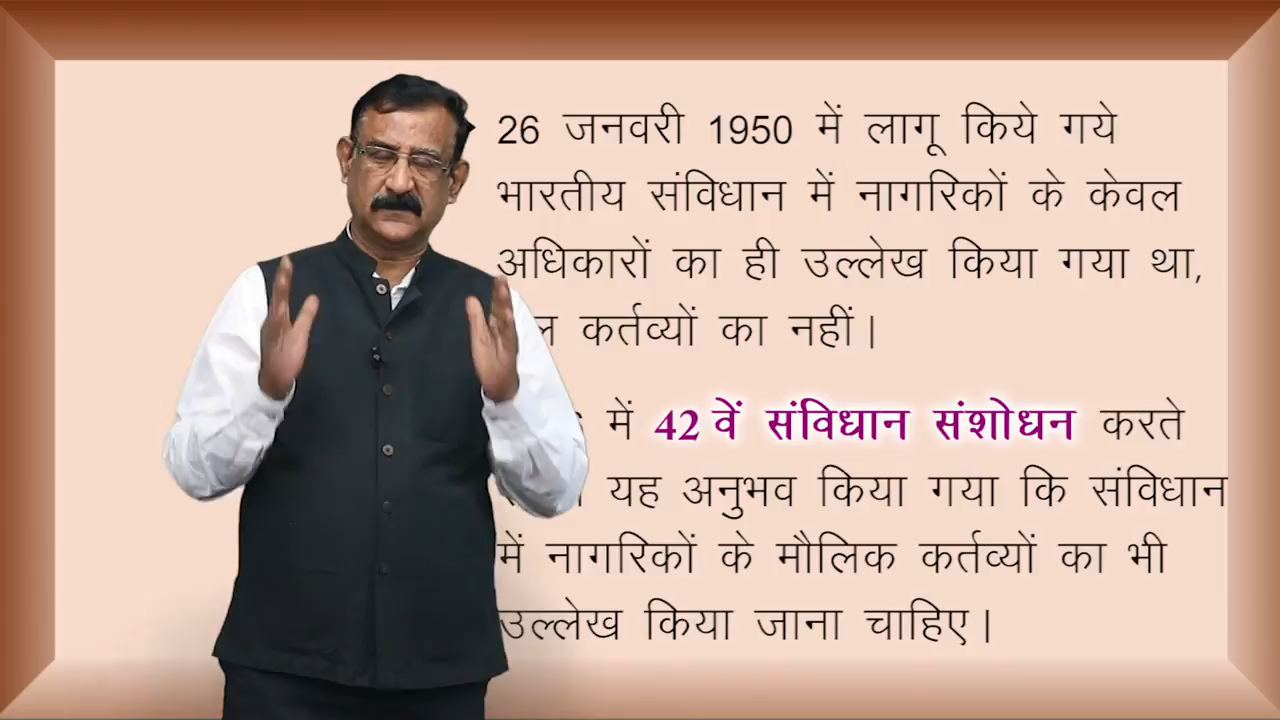 26 जनवरी 1950 में लागू किये गये
भारतीय संविधान में नागरिकों के केवल
अधिकारों का ही उल्लेख किया गया था,
कर्तव्यों का नहीं।
में 42 वें संविधान संशोधन करते
यह अनुभव किया गया कि संविधान
में नागरिकों के मौलिक कर्तव्यों का भी
उल्लेख किया जाना चाहिए।